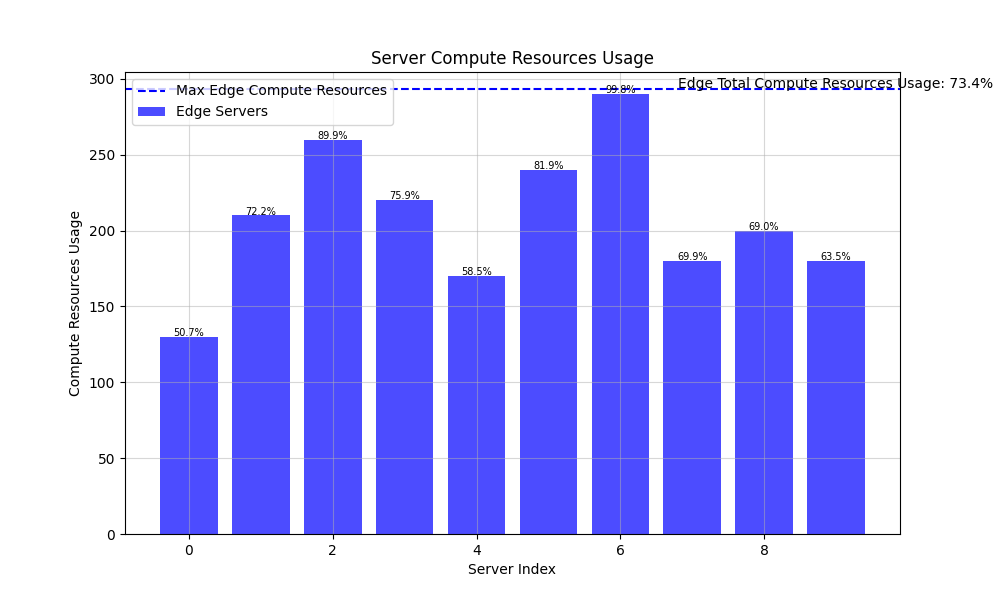 Server Compute Resources Usage
Max Edge Compute Resources
Edge Servers
Edge Total Compute Resources Usage: 73.4%
50.7%
72.2%
89.9%
75.9%
58.5%
81.9%
99.8%
69.9%
69.0%
63.5%
300
250
200
150
100
50
0
Compute Resources Usage
0 2 4 6 8
Server Index